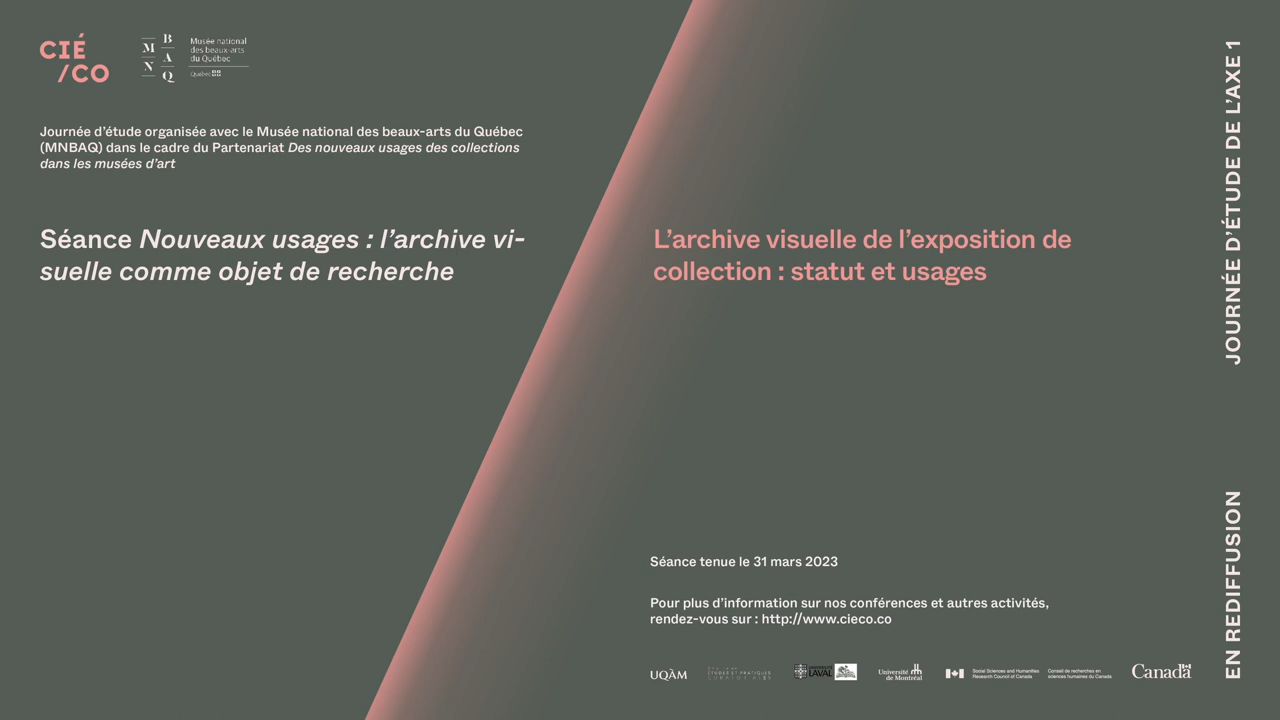 CIÉ
/CO
M
N
B
A
Q
Musée national
des beaux-arts
du Québec
Québec
Journée d’étude organisée avec le Musée national des beaux-arts du Québec
(MNBAQ) dans le cadre du Partenariat Des nouveaux usages des collections
dans les musées d’art
Séance Nouveaux usages : l’archive vi-
suelle comme objet de recherche
L’archive visuelle de l’exposition de
collection : statut et usages
Séance tenue le 31 mars 2023
Pour plus d’information sur nos conférences et autres activités,
rendez-vous sur : http://www.cieco.co
UQÀM
ÉTUDES ET PRATIQUES
UNIVERSITÉ
LAVAL
Université
de Montréal
Social Sciences and Humanities
Research Council of Canada
Conseil de recherches en
sciences humaines du Canada
Canada
JOURNÉE D’ÉTUDE DE L’AXE 1
EN REDIFFUSION